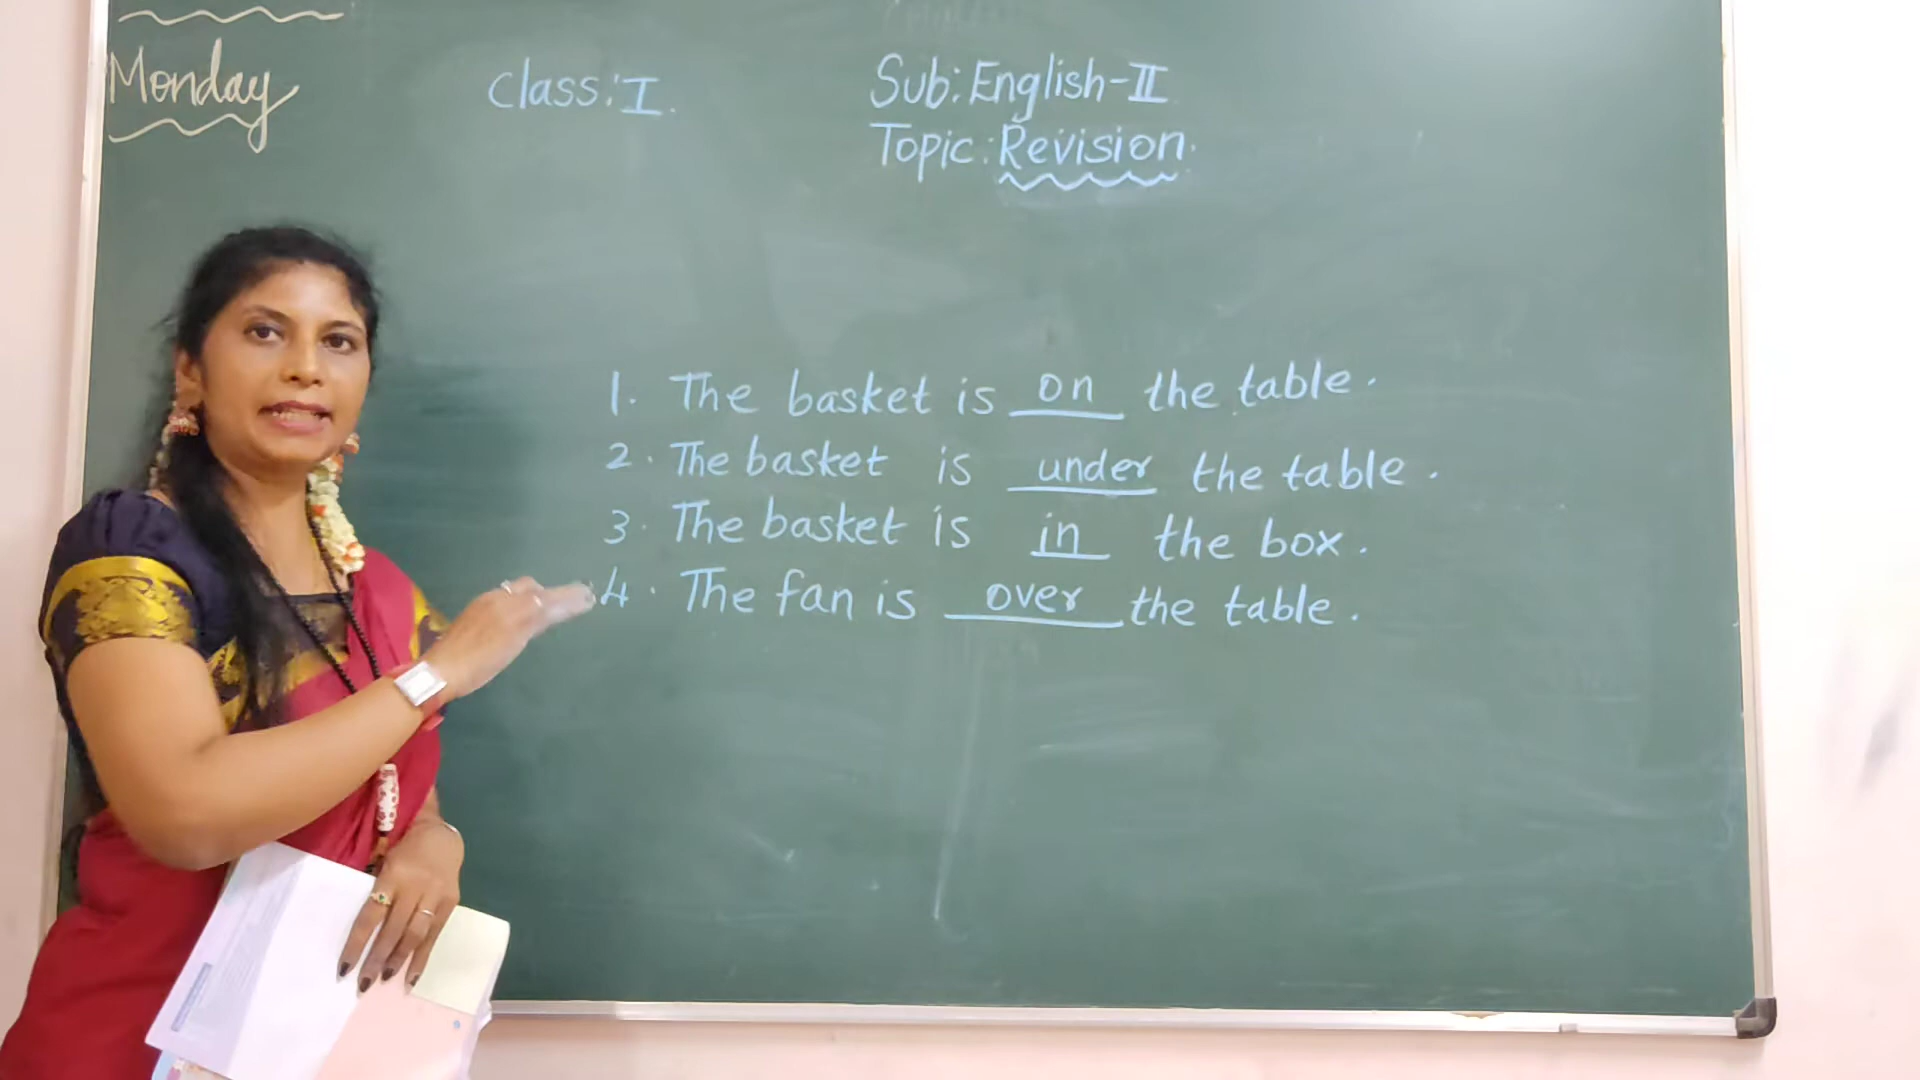 Monday
Class: I.
Sub: English-II
Topic: Revision.
1. The basket is on the table.
2. The basket is under the table.
3. The basket is in the box.
4. The fan is over the table.